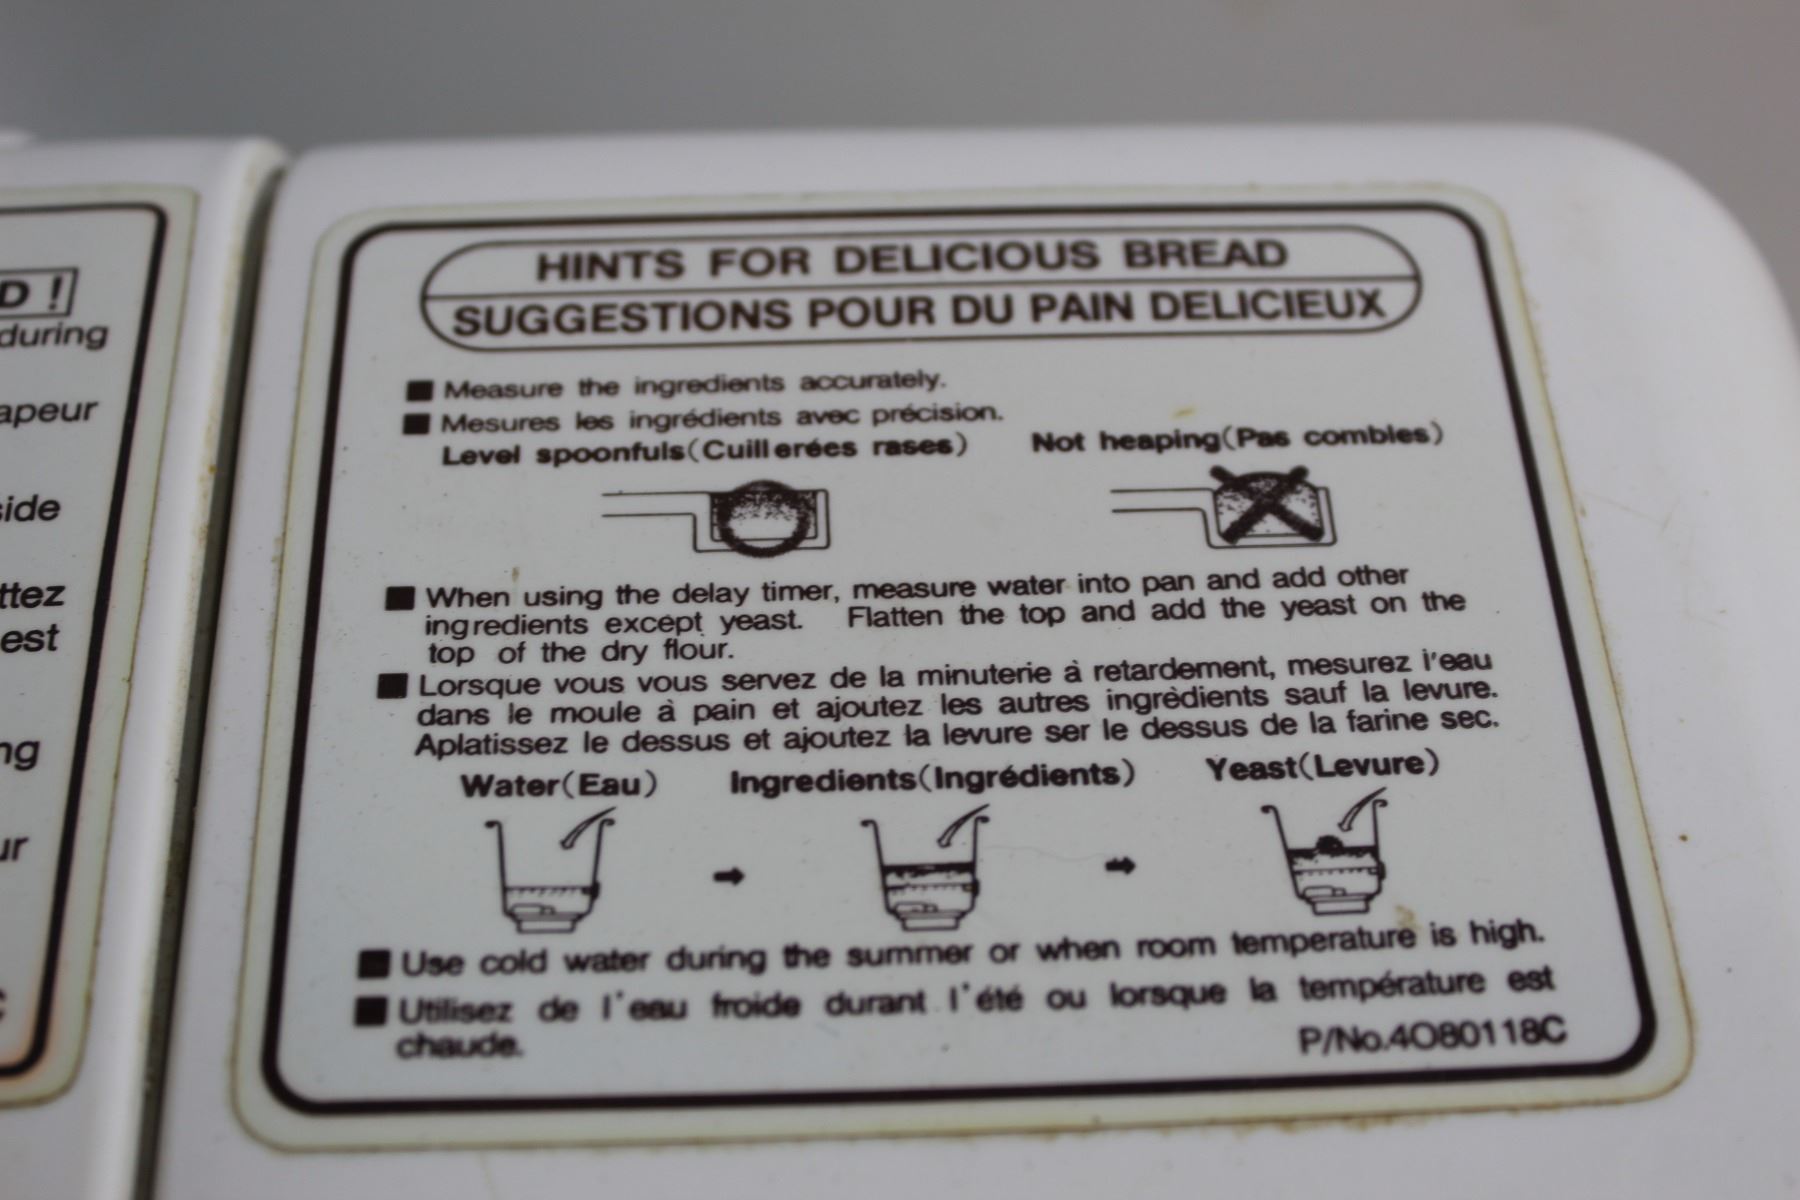 D !
during
apeur
side
ttez
est
ng
ur
HINTS FOR DELICIOUS BREAD
SUGGESTIONS POUR DU PAIN DELICIEUX
■ Measure the ingredients accurately.
■ Mesures les ingrédients avec précision.
Level spoonfuls(Cuillerées rases) Not heaping(Pas combles)
■ When using the delay timer, measure water into pan and add other
ingredients except yeast. Flatten the top and add the yeast on the
top of the dry flour.
■ Lorsque vous vous servez de la minuterie à retardement, mesurez l'eau
dans le moule à pain et ajoutez les autres ingrèdients sauf la levure.
Aplatissez le dessus et ajoutez la levure ser le dessus de la farine sec.
Water(Eau) Ingredients(Ingrédients) Yeast(Levure)
■ Use cold water during the summer or when room temperature is high.
■ Utilisez de l'eau froide durant l'été ou lorsque la température est
chaude.
P/No.4O80118C